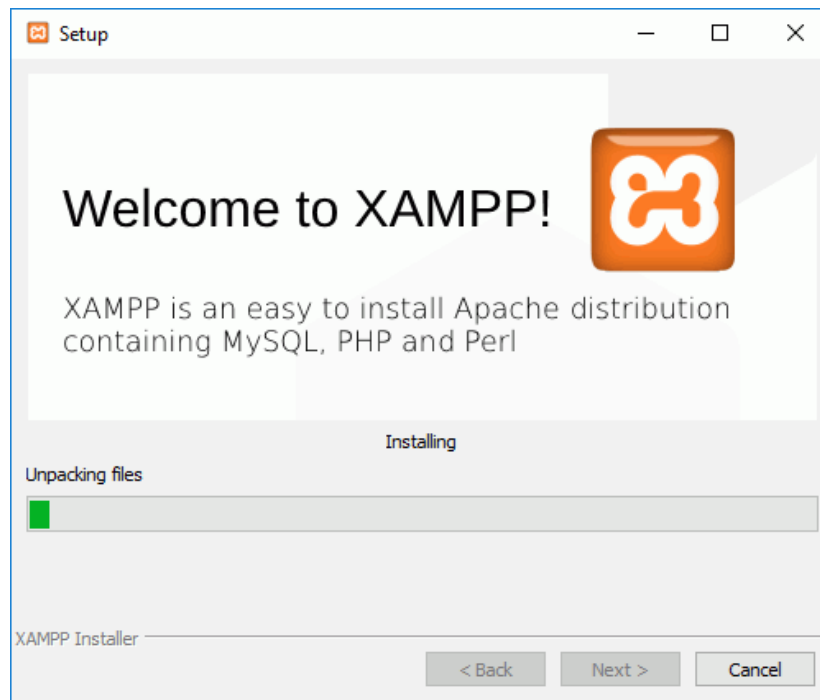 Setup
Welcome to XAMPP!
XAMPP is an easy to install Apache distribution
containing MySQL, PHP and Perl
Installing
Unpacking files
XAMPP Installer
< Back
Next >
Cancel